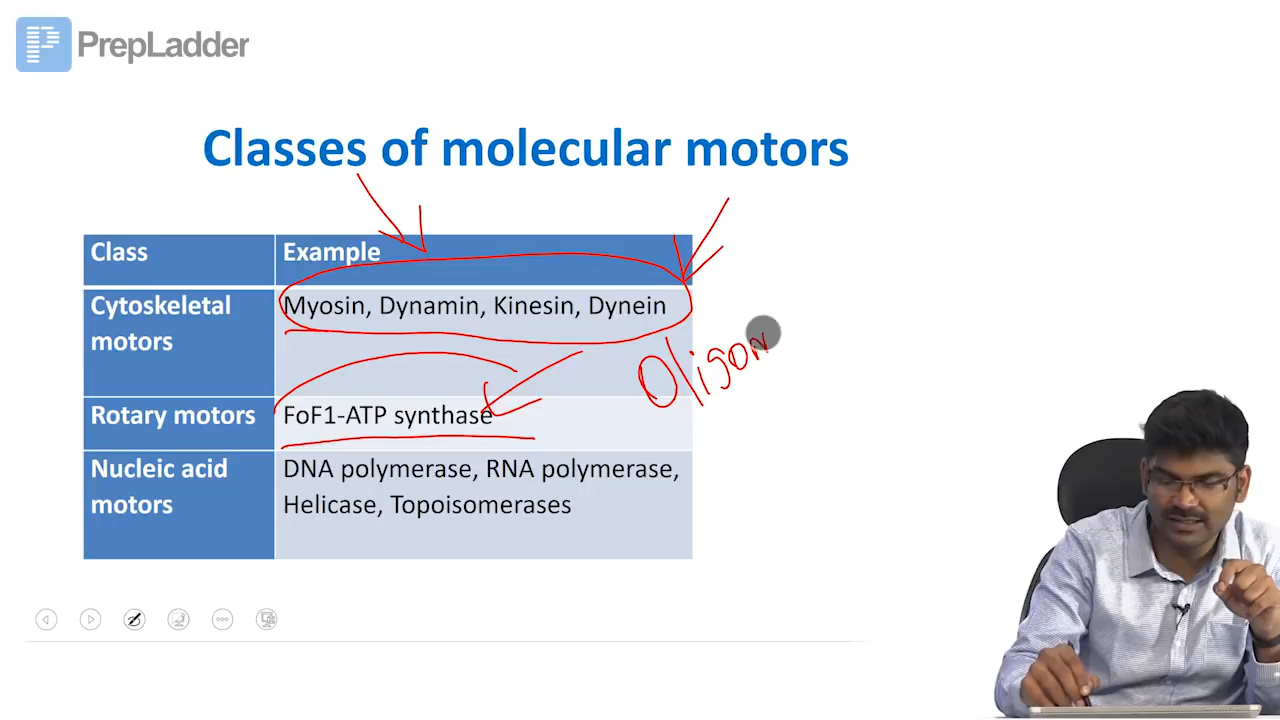 PrepLadder
Classes of molecular motors
Class Example
Cytoskeletal motors Myosin, Dynamin, Kinesin, Dynein
Oligom
Rotary motors FoF1-ATP synthase
Nucleic acid motors DNA polymerase, RNA polymerase,
Helicase, Topoisomerases